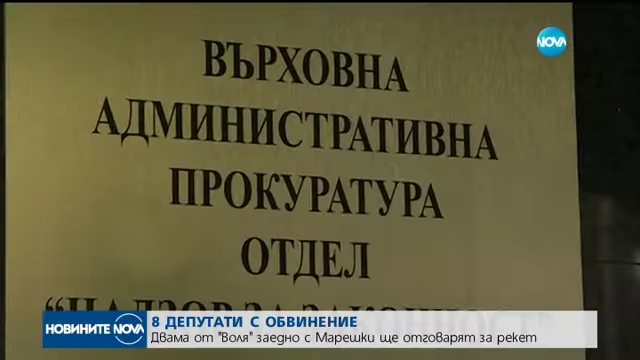 NOVA
ВЪРХОВНА
АДМИНИСТРАТИВНА
ПРОКУРАТУРА
ОТДЕЛ
НОВИНИТЕ NOVA
8 ДЕПУТАТИ С ОБВИНЕНИЕ
Двама от "Воля" заедно с Марешки ще отговарят за рекет